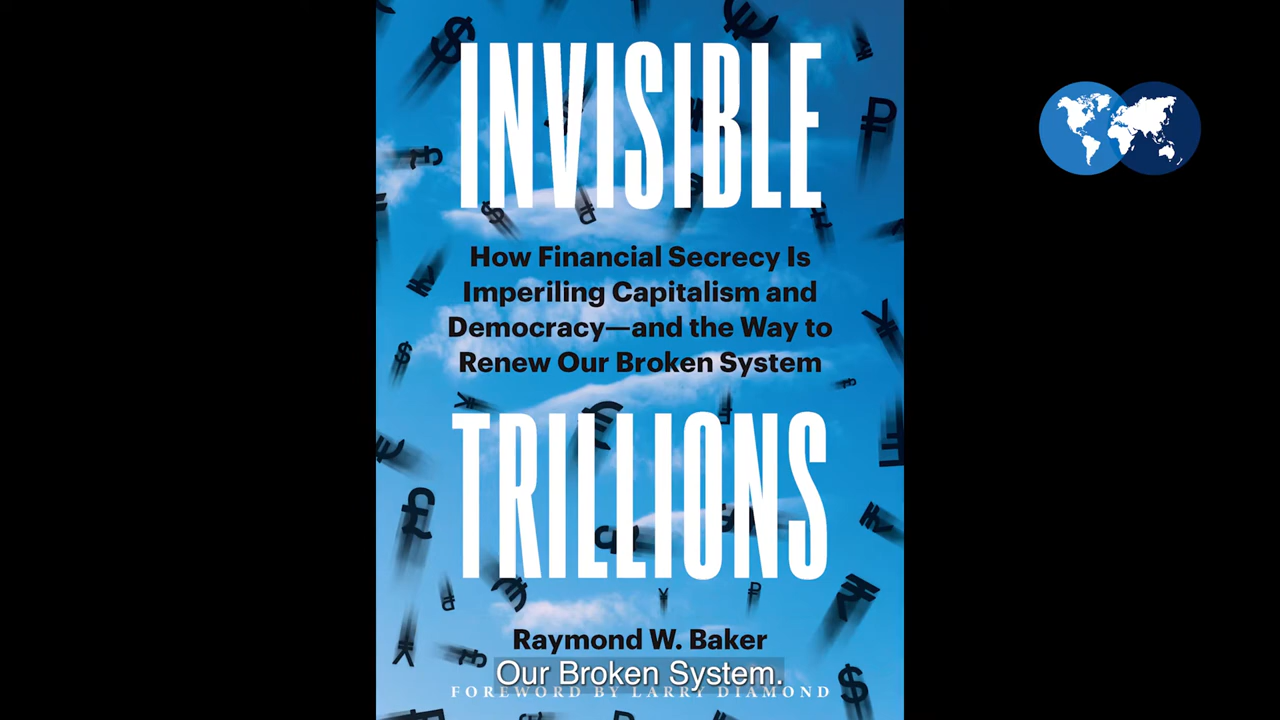 INVISIBLE
How Financial Secrecy Is
Imperiling Capitalism and
Democracy—and the Way to
Renew Our Broken System
TRILLIONS
Raymond W. Baker
Our Broken System.
FOREWORD BY LARRY DIAMOND